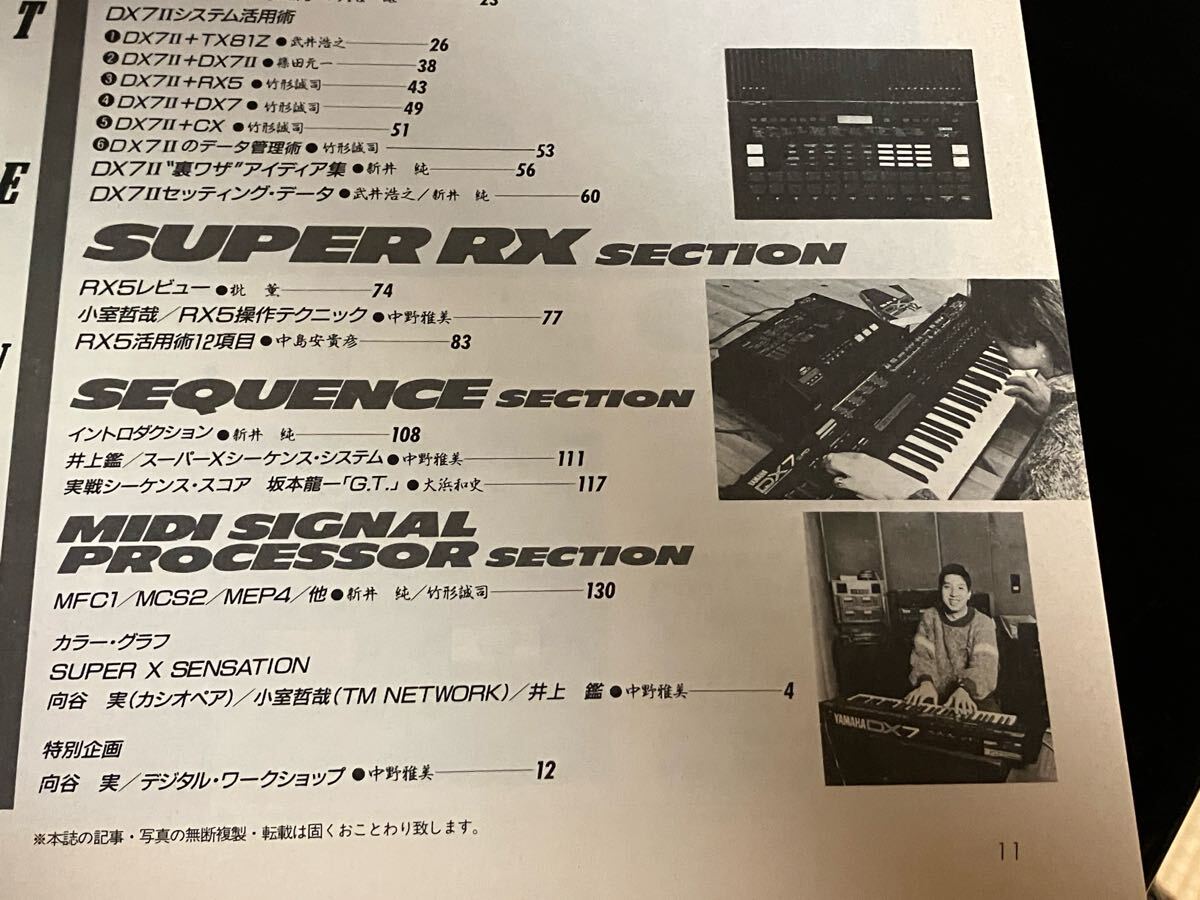 T
E
23
DX7IIシステム活用術
❶DX7II+TX81Z●武井浩之 26
❷DX7II+DX7II●篠田元一 38
❸DX7II+RX5●竹形誠司 43
❹DX7II+DX7●竹形誠司 49
❺DX7II+CX●竹形誠司 51
❻DX7IIのデータ管理術●竹形誠司 53
DX7II“裏ワザ”アイディア集●新井 純 56
DX7IIセッティング・データ●武井浩之/新井 純 60
SUPER RX SECTION
RX5レビュー●枇 薫 74
小室哲哉/RX5操作テクニック●中野雅美 77
RX5活用術12項目●中島安貴彦 83
SEQUENCE SECTION
イントロダクション●新井 純 108
井上鑑/スーパーXシーケンス・システム●中野雅美 111
実戦シーケンス・スコア 坂本龍一「G.T.」●大浜和史 117
MIDI SIGNAL
PROCESSOR SECTION
MFC1/MCS2/MEP4/他●新井 純/竹形誠司 130
カラー・グラフ
SUPER X SENSATION
向谷 実(カシオペア)/小室哲哉(TM NETWORK)/井上 鑑●中野雅美 4
特別企画
向谷 実/デジタル・ワークショップ●中野雅美 12
※本誌の記事・写真の無断複製・転載は固くおことわり致します。
11
YAMAHA DX7
YAMAHA DX7